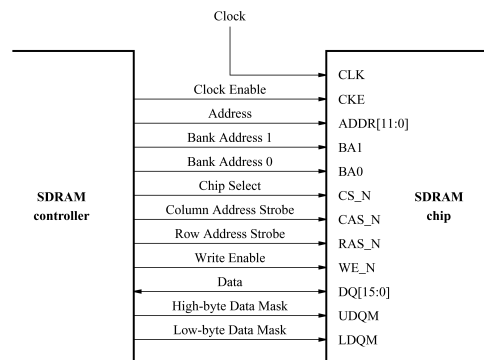 Clock
CLK
Clock Enable
CKE
Address
ADDR[11:0]
Bank Address 1
BA1
Bank Address 0
BA0
Chip Select
CS_N
SDRAM
controller
SDRAM
chip
Column Address Strobe
CAS_N
Row Address Strobe
RAS_N
Write Enable
WE_N
Data
DQ[15:0]
High-byte Data Mask
UDQM
Low-byte Data Mask
LDQM